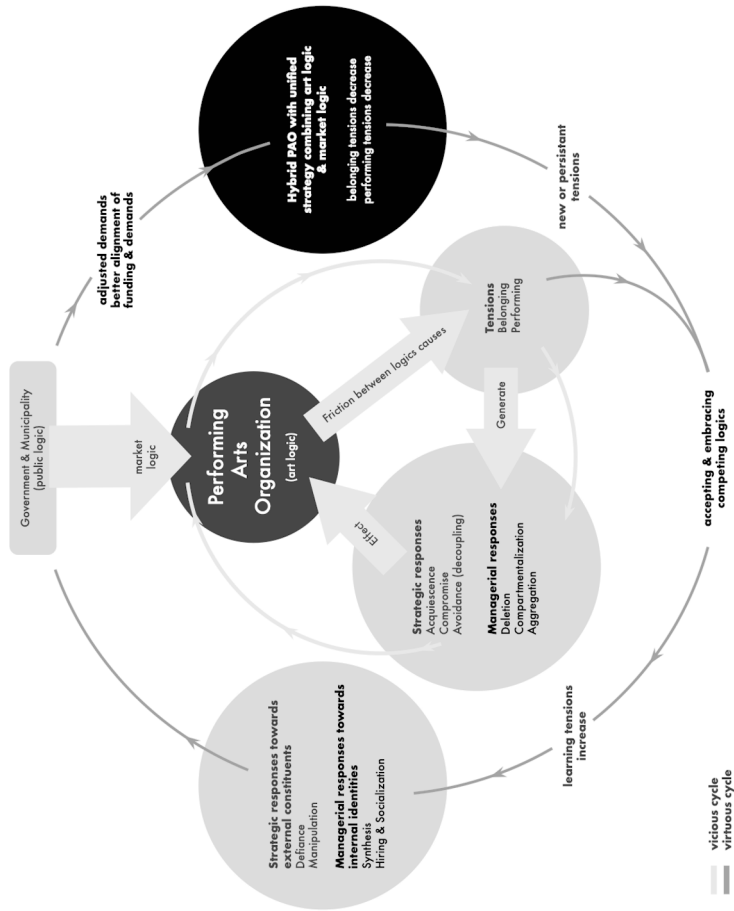 Government & Municipality
(public logic)
adjusted demands
better alignment of
funding & demands
market
logic
Hybrid PAO with unified
strategy combining art logic
& market logic
belonging tensions decrease
performing tensions decrease
Performing
Arts
Organization
(art logic)
Friction between logics causes
Tensions
Belonging
Performing
new or persistant
tensions
Generate
Effect
Strategic responses
Acquiescence
Compromise
Avoidance (decoupling)
Managerial responses
Deletion
Compartmentalization
Aggregation
Strategic responses towards
external constituents
Defiance
Manipulation
Managerial responses towards
internal identities
Synthesis
Hiring & Socialization
learning tensions
increase
accepting & embracing
competing logics
vicious cycle
virtuous cycle